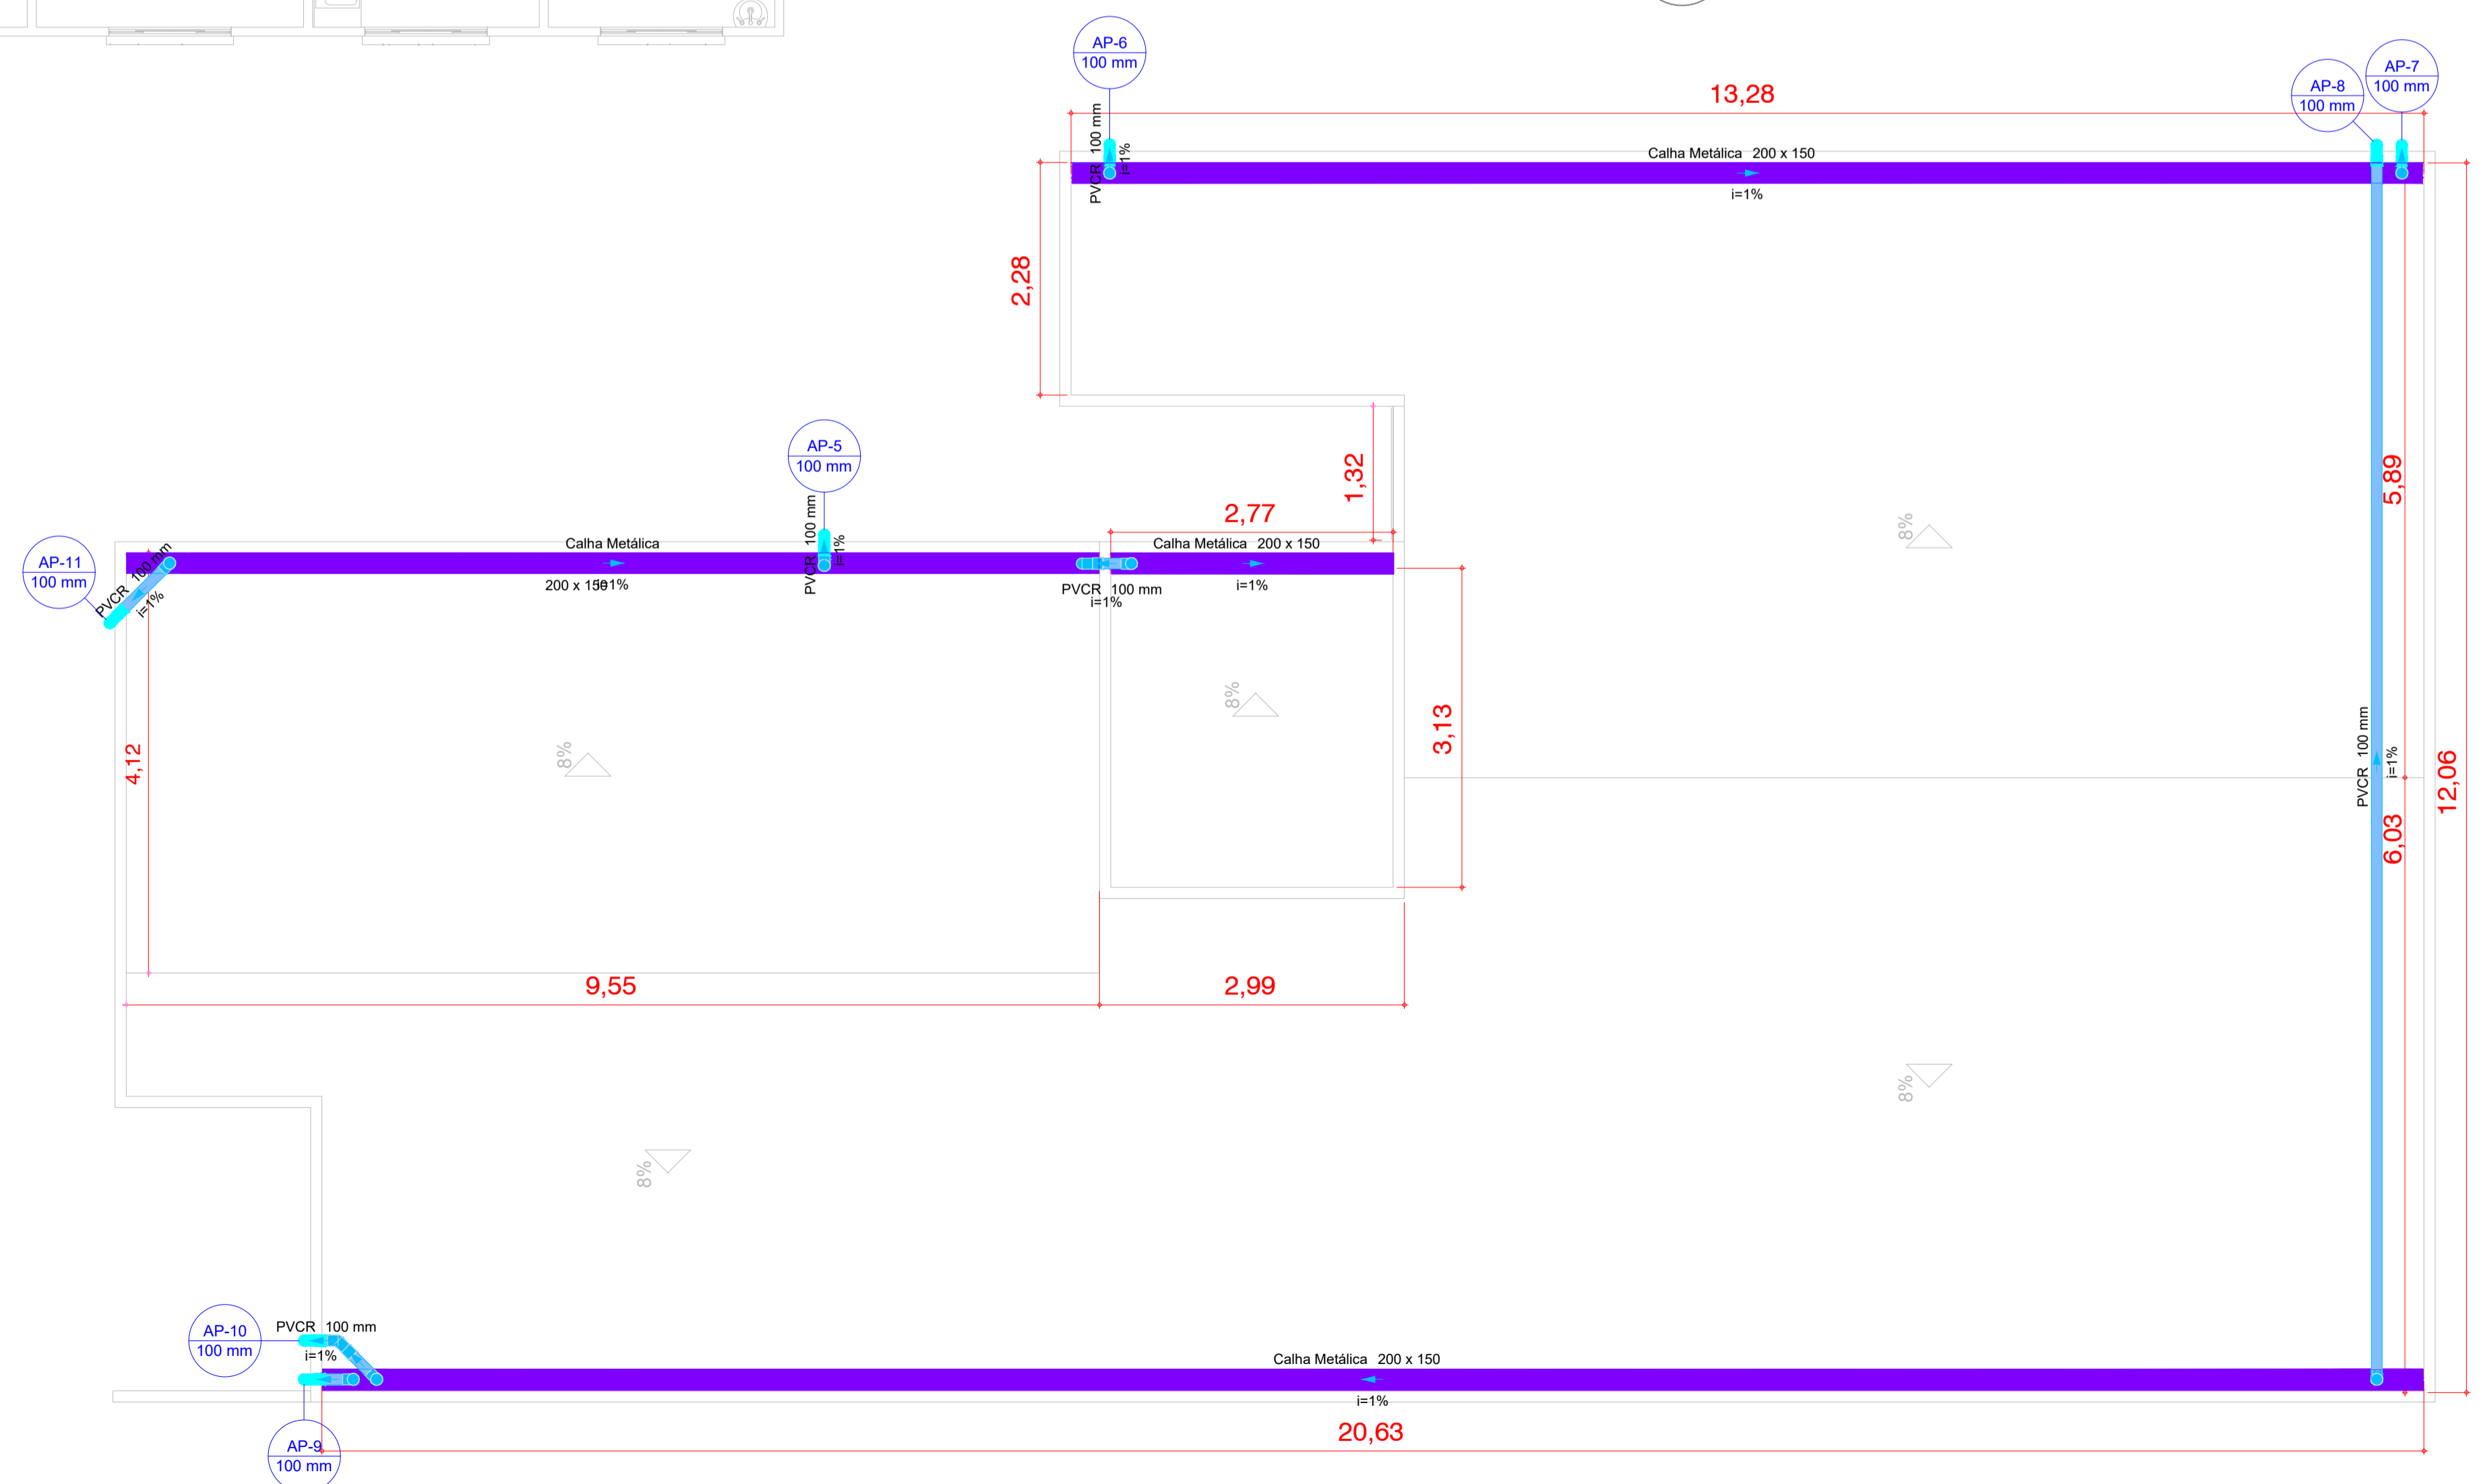 AP-6
100 mm
AP-7
100 mm
AP-8
100 mm
13,28
PVCR 100 mm
i=1%
Calha Metálica 200 x 150
i=1%
2,28
1,32
5,89
8%
AP-5
100 mm
2,77
PVCR 100 mm
i=1%
Calha Metálica
200 x 150
i=1%
Calha Metálica 200 x 150
i=1%
PVCR 100 mm
i=1%
AP-11
100 mm
PVCR 100 mm
i=1%
8%
8%
4,12
3,13
PVCR 100 mm
i=1%
12,06
6,03
9,55
2,99
8%
8%
AP-10
100 mm
PVCR 100 mm
i=1%
Calha Metálica 200 x 150
i=1%
20,63
AP-9
100 mm